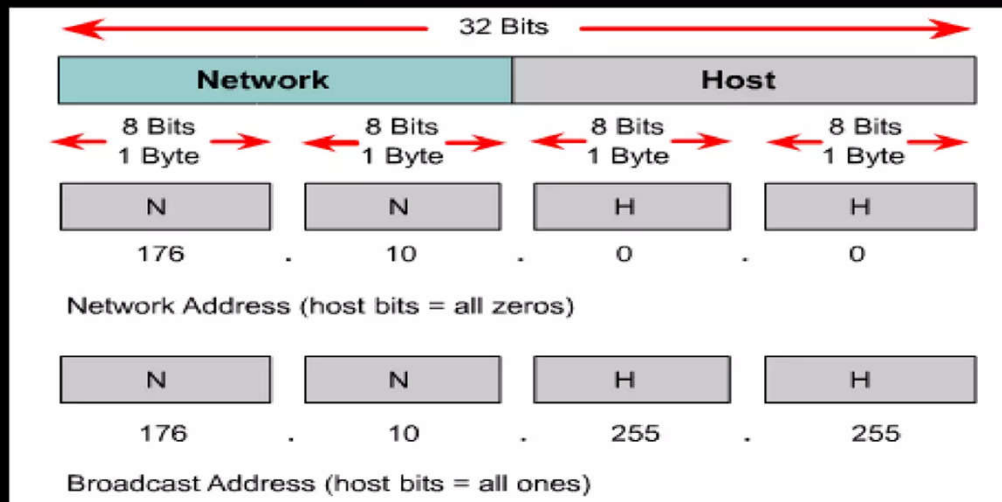 32 Bits
Network Host
8 Bits 8 Bits 8 Bits 8 Bits
1 Byte 1 Byte 1 Byte 1 Byte
N N H H
176 . 10 . 0 . 0
Network Address (host bits = all zeros)
N N H H
176 . 10 . 255 . 255
Broadcast Address (host bits = all ones)